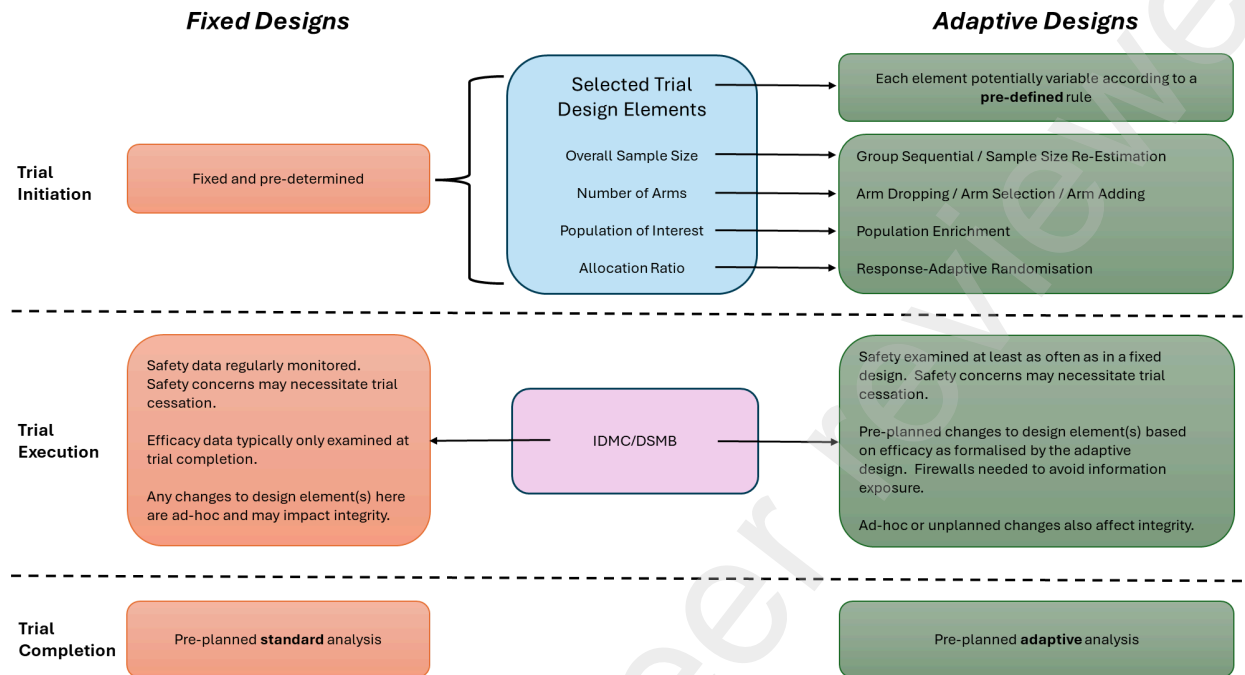 Fixed Designs
Adaptive Designs
Selected Trial
Design Elements
Each element potentially variable according to a
pre-defined rule
Trial
Initiation
Fixed and pre-determined
Overall Sample Size
Group Sequential / Sample Size Re-Estimation
Number of Arms
Arm Dropping / Arm Selection / Arm Adding
Population of Interest
Population Enrichment
Allocation Ratio
Response-Adaptive Randomisation
Trial
Execution
Safety data regularly monitored.
Safety concerns may necessitate trial
cessation.
Efficacy data typically only examined at
trial completion.
Any changes to design element(s) here
are ad-hoc and may impact integrity.
IDMC/DSMB
Safety examined at least as often as in a fixed
design.  Safety concerns may necessitate trial
cessation.
Pre-planned changes to design element(s) based
on efficacy as formalised by the adaptive
design.  Firewalls needed to avoid information
exposure.
Ad-hoc or unplanned changes also affect integrity.
Trial
Completion
Pre-planned standard analysis
Pre-planned adaptive analysis
er reviewe